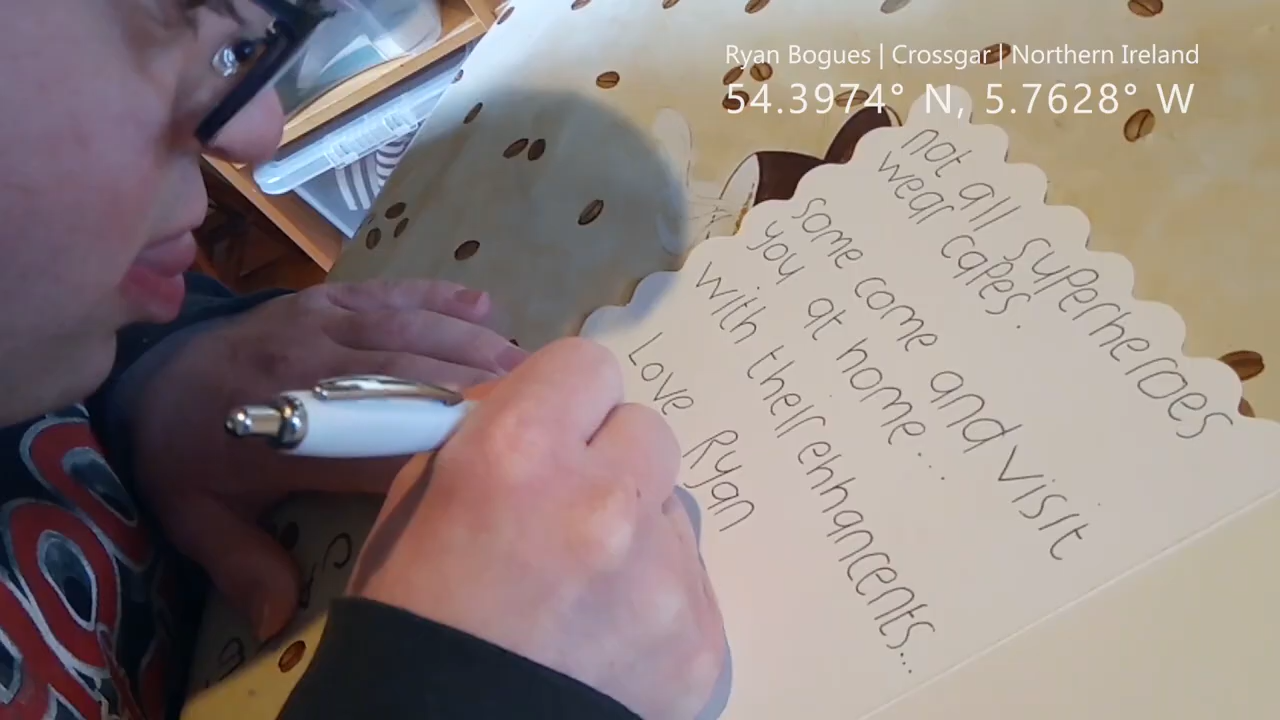 Ryan Bogues | Crossgar | Northern Ireland
54.3974° N, 5.7628° W
not all superheroes
wear capes.
some come and visit
you at home...
with their enhancents...
Love Ryan